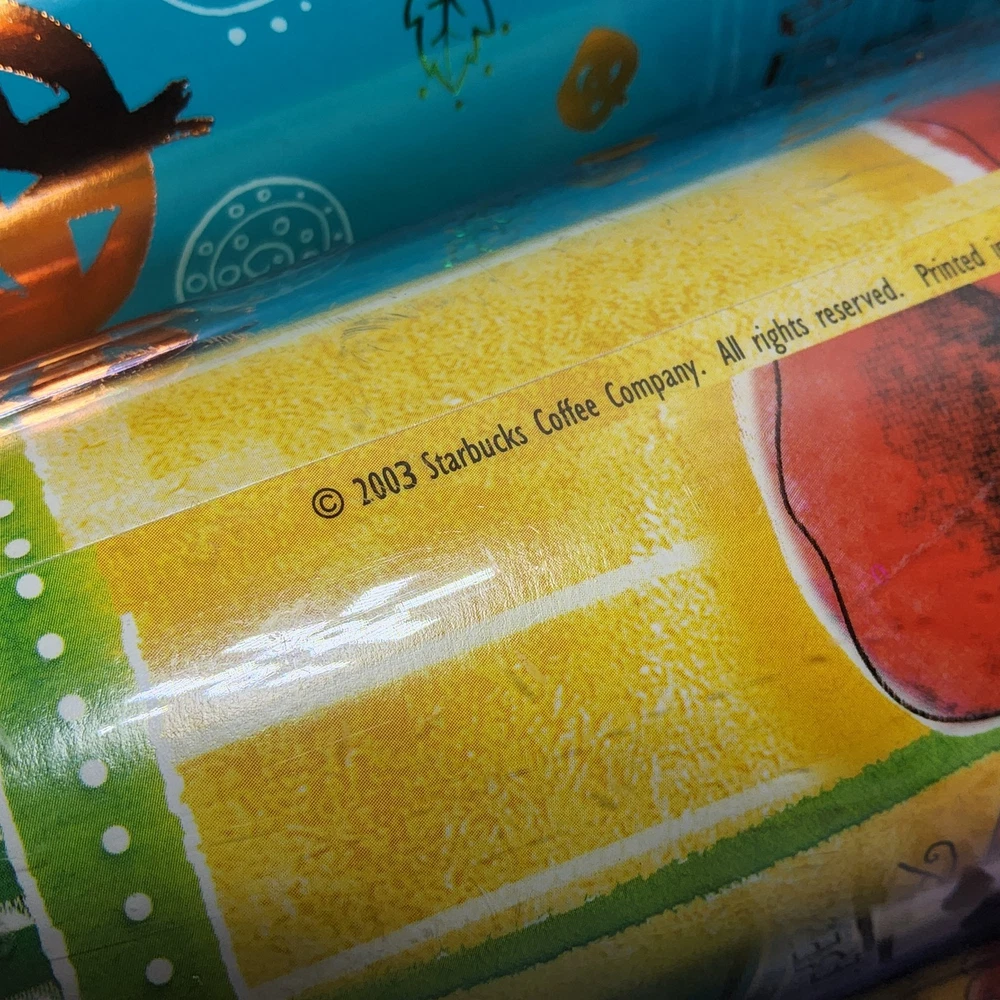 © 2003 Starbucks Coffee Company. All rights reserved. Printed